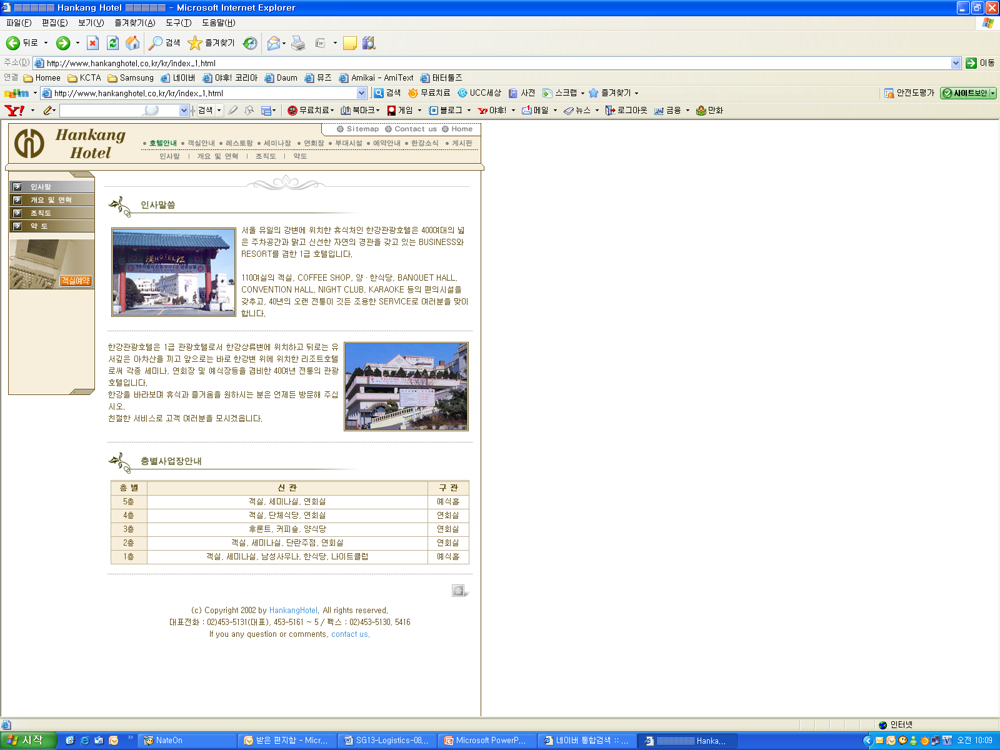 Hankang Hotel - Microsoft Internet Explorer
파일(F) 편집(E) 보기(V) 즐겨찾기(A) 도구(T) 도움말(H)
뒤로 검색 즐겨찾기
주소(D) http://www.hankanghotel.co.kr/kr/index_1.html 이동
연결 Homee KCTA Samsung 네이버 야후! 코리아 Daum 뮤즈 Amikai - AmiText 태터툴즈
http://www.hankanghotel.co.kr/kr/index_1.html 검색 무료치료 UCC세상 사전 스크랩 즐겨찾기 안전도평가 사이트보안
Y! 검색 무료치료 북마크 게임 블로그 야후! 메일 뉴스 로그아웃 금융 만화
Hankang
Hotel
Sitemap Contact us Home
호텔안내 객실안내 레스토랑 세미나장 연회장 부대시설 예약안내 한강소식 게시판
인사말 | 개요 및 연혁 | 조직도 | 약도
인사말
개요 및 연혁
조직도
약 도
객실예약
인사말씀
서울 유일의 강변에 위치한 휴식처인 한강관광호텔은 400여대의 넓
은 주차공간과 맑고 신선한 자연의 경관을 갖고 있는 BUSINESS와
RESORT를 겸한 1급 호텔입니다.
110여실의 객실, COFFEE SHOP, 양·한식당, BANQUET HALL,
CONVENTION HALL, NIGHT CLUB, KARAOKE 등의 편의시설을
갖추고, 40년의 오랜 전통이 깃든 조용한 SERVICE로 여러분을 맞이
합니다.
漢 HOTEL 江
한강관광호텔은 1급 관광호텔로서 한강상류변에 위치하고 뒤로는 유
서깊은 아차산을 끼고 앞으로는 바로 한강변 위에 위치한 리조트호텔
로써 각종 세미나, 연회장 및 예식장등을 겸비한 40여년 전통의 관광
호텔입니다.
한강을 바라보며 휴식과 즐거움을 원하시는 분은 언제든 방문해 주십
시오.
친절한 서비스로 고객 여러분을 모시겠읍니다.
층별사업장안내
층 별 신 관 구 관
5층 객실, 세미나실, 연회실 예식홀
4층 객실, 단체식당, 연회실 연회실
3층 후론트, 커피숖, 양식당 연회실
2층 객실, 세미나실, 단란주점, 연회실 연회실
1층 객실, 세미나실, 남성사우나, 한식당, 나이트클럽 예식홀
(c) Copyright 2002 by HankangHotel. All rights reserved.
대표전화 : 02)453-5131(대표), 453-5161 ~ 5 / 펙스 : 02)453-5130, 5416
If you any question or comments, contact us.
인터넷
시작 NateOn 받은 편지함 - Micr... SG13-Logistics-08... Microsoft PowerP... 네이버 통합검색 :: ... Hanka... 오전 10:09